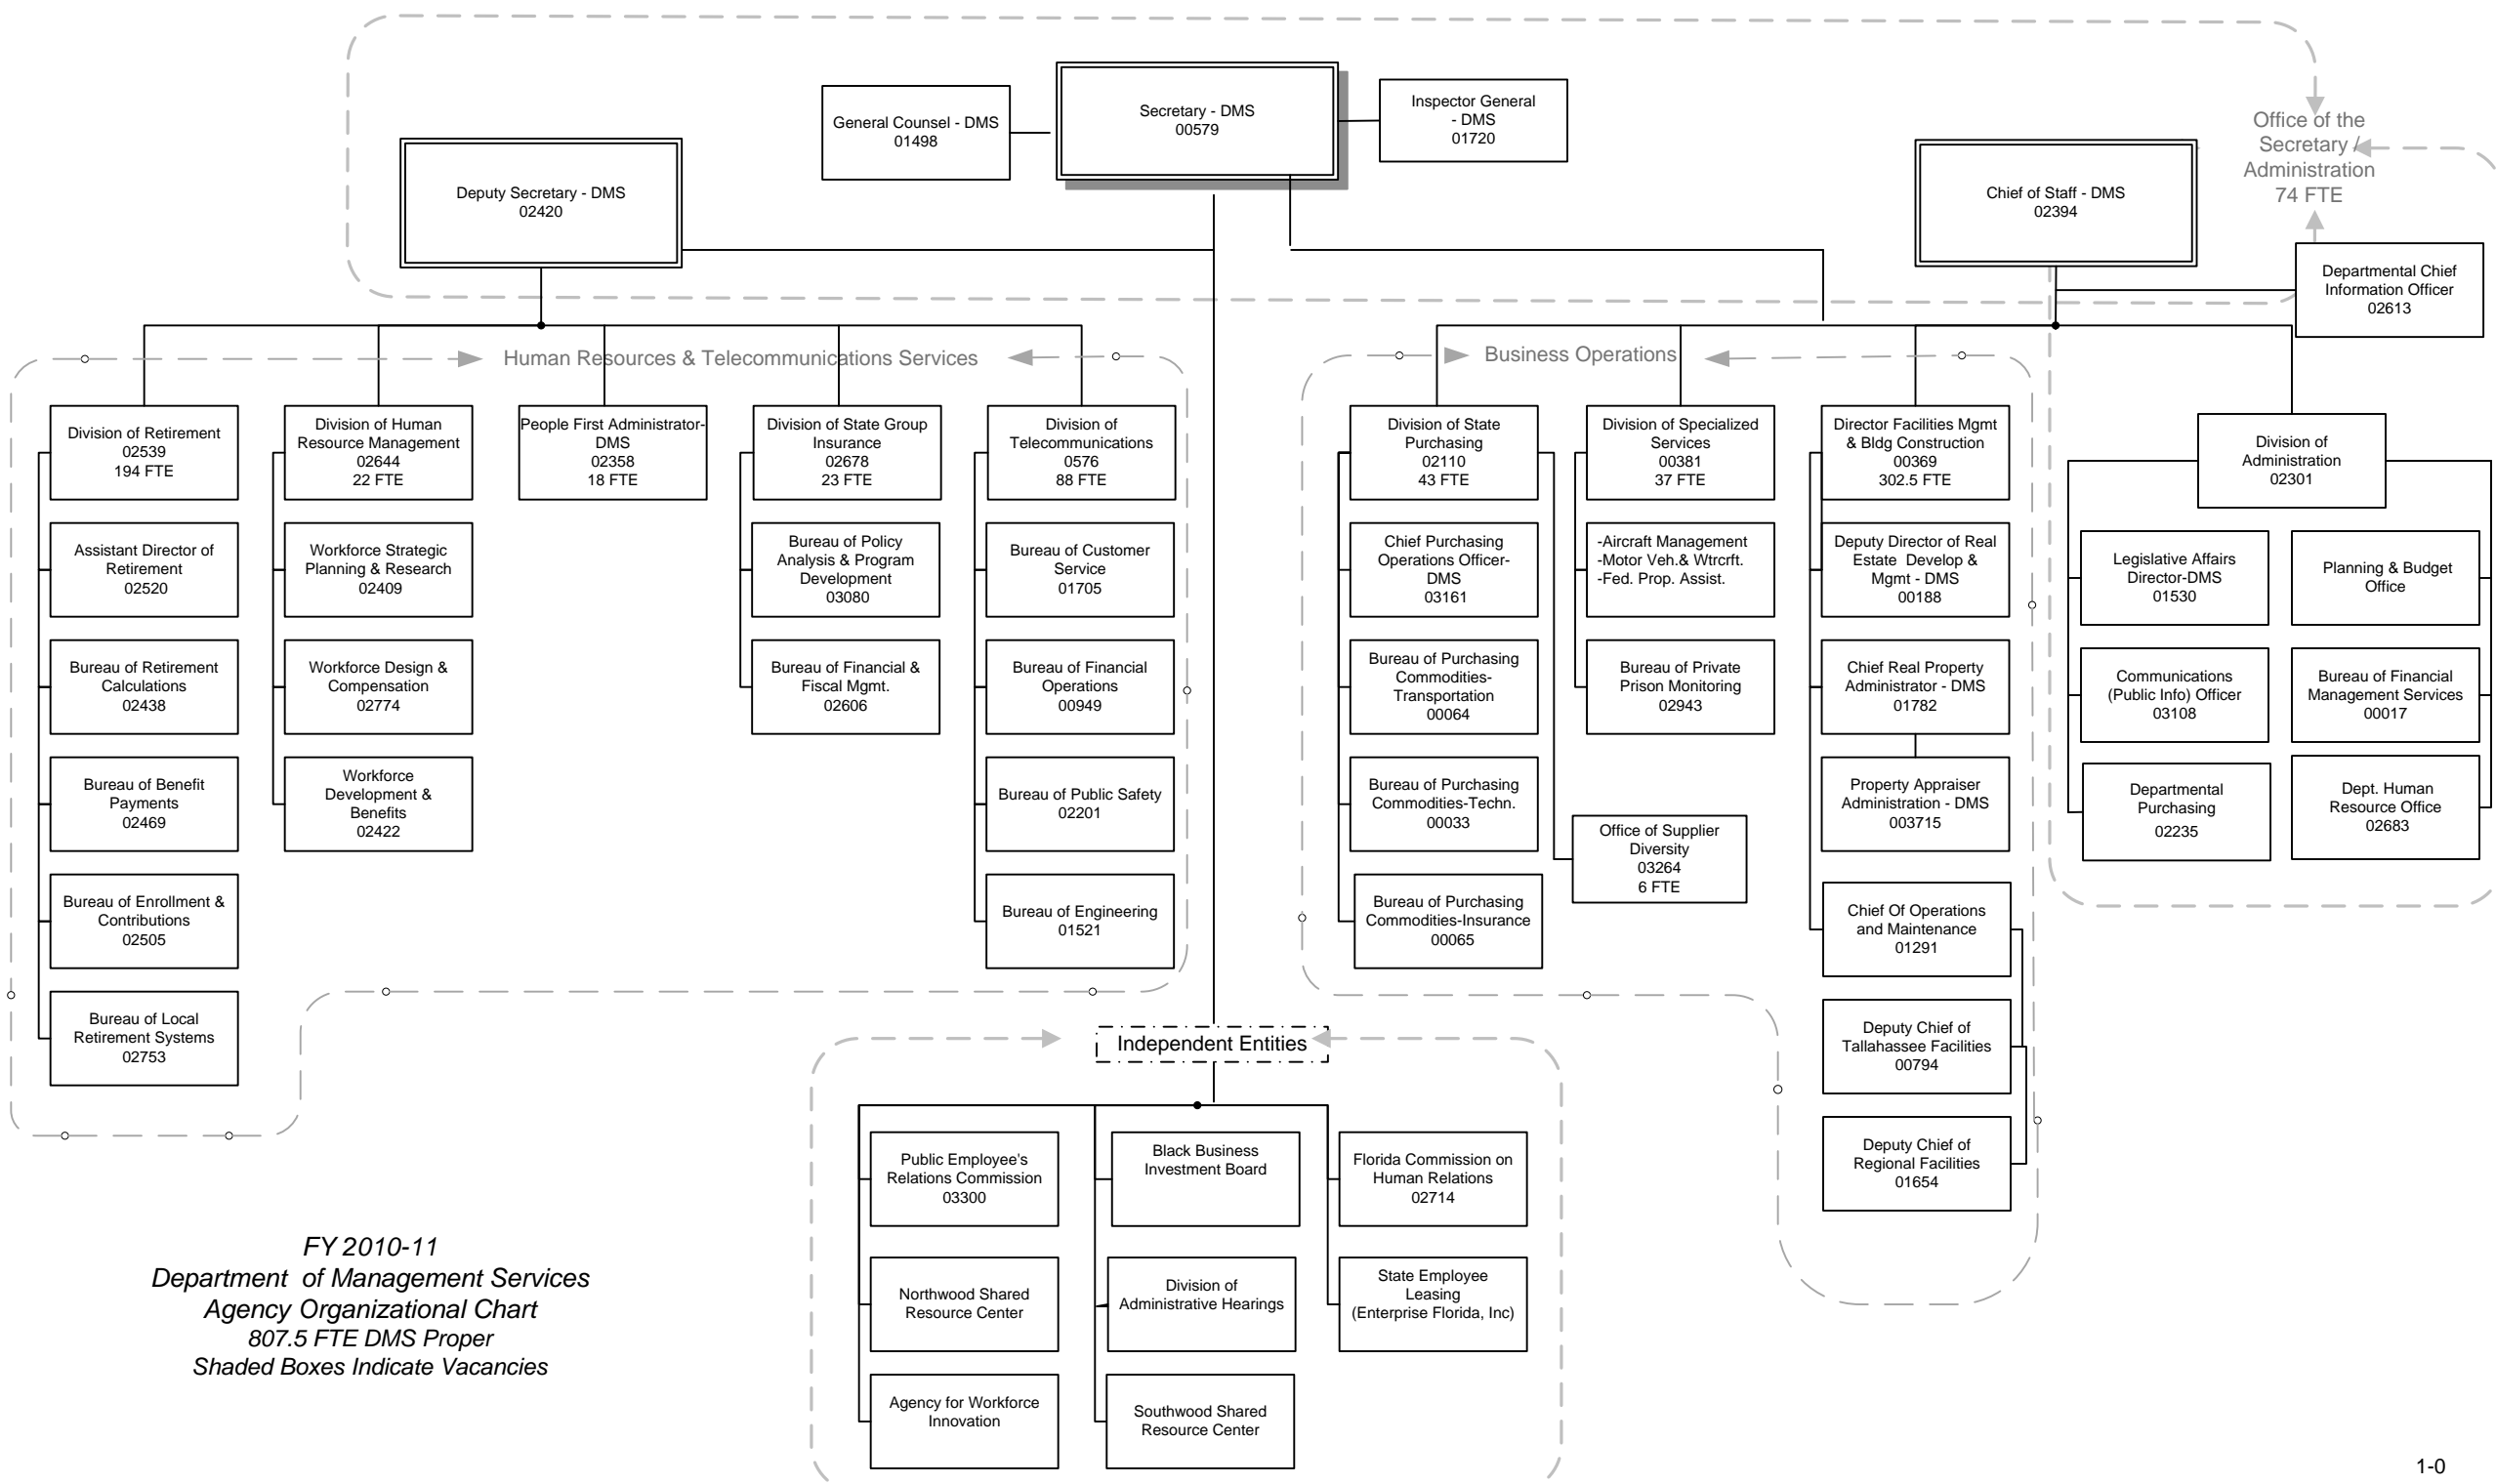 Secretary - DMS
00579
General Counsel - DMS
01498
Inspector General
- DMS
01720
Deputy Secretary - DMS
02420
Chief of Staff - DMS
02394
Office of the
Secretary /
Administration
74 FTE
Departmental Chief
Information Officer
02613
Human Resources & Telecommunications Services
Business Operations
Division of Retirement
02539
194 FTE
Assistant Director of
Retirement
02520
Bureau of Retirement
Calculations
02438
Bureau of Benefit
Payments
02469
Bureau of Enrollment &
Contributions
02505
Bureau of Local
Retirement Systems
02753
Division of Human
Resource Management
02644
22 FTE
Workforce Strategic
Planning & Research
02409
Workforce Design &
Compensation
02774
Workforce
Development &
Benefits
02422
People First Administrator-
DMS
02358
18 FTE
Division of State Group
Insurance
02678
23 FTE
Bureau of Policy
Analysis & Program
Development
03080
Bureau of Financial &
Fiscal Mgmt.
02606
Division of
Telecommunications
0576
88 FTE
Bureau of Customer
Service
01705
Bureau of Financial
Operations
00949
Bureau of Public Safety
02201
Bureau of Engineering
01521
Division of State
Purchasing
02110
43 FTE
Chief Purchasing
Operations Officer-
DMS
03161
Bureau of Purchasing
Commodities-
Transportation
00064
Bureau of Purchasing
Commodities-Techn.
00033
Bureau of Purchasing
Commodities-Insurance
00065
Division of Specialized
Services
00381
37 FTE
-Aircraft Management
-Motor Veh.& Wtrcrft.
-Fed. Prop. Assist.
Bureau of Private
Prison Monitoring
02943
Office of Supplier
Diversity
03264
6 FTE
Director Facilities Mgmt
& Bldg Construction
00369
302.5 FTE
Deputy Director of Real
Estate Develop &
Mgmt - DMS
00188
Chief Real Property
Administrator - DMS
01782
Property Appraiser
Administration - DMS
003715
Chief Of Operations
and Maintenance
01291
Deputy Chief of
Tallahassee Facilities
00794
Deputy Chief of
Regional Facilities
01654
Division of
Administration
02301
Legislative Affairs
Director-DMS
01530
Communications
(Public Info) Officer
03108
Departmental
Purchasing
02235
Planning & Budget
Office
Bureau of Financial
Management Services
00017
Dept. Human
Resource Office
02683
Independent Entities
Public Employee's
Relations Commission
03300
Northwood Shared
Resource Center
Agency for Workforce
Innovation
Black Business
Investment Board
Division of
Administrative Hearings
Southwood Shared
Resource Center
Florida Commission on
Human Relations
02714
State Employee
Leasing
(Enterprise Florida, Inc)
FY 2010-11
Department of Management Services
Agency Organizational Chart
807.5 FTE DMS Proper
Shaded Boxes Indicate Vacancies
1-0